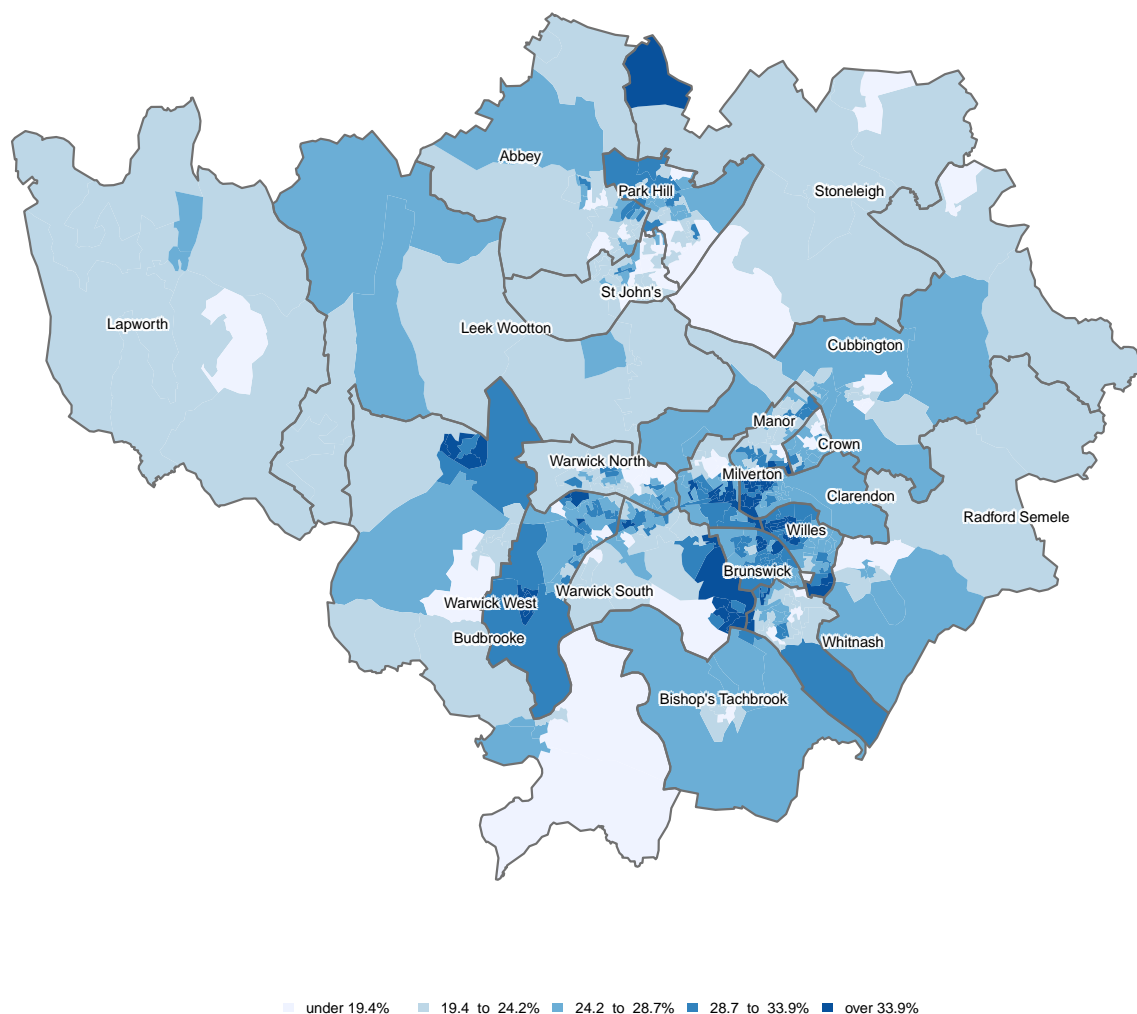 Abbey
Park Hill
Stoneleigh
St John's
Lapworth
Leek Wootton
Cubbington
Manor
Crown
Warwick North
Milverton
Clarendon
Radford Semele
Willes
Brunswick
Warwick South
Warwick West
Budbrooke
Whitnash
Bishop's Tachbrook
under 19.4% 19.4 to 24.2% 24.2 to 28.7% 28.7 to 33.9% over 33.9%